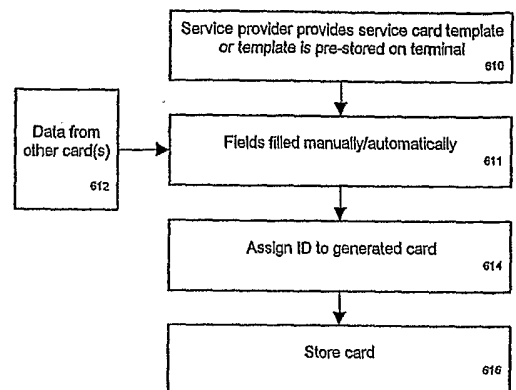 Service provider provides service card template
or template is pre-stored on terminal
610
Data from
other card(s)
612
Fields filled manually/automatically
611
Assign ID to generated card
614
Store card
616